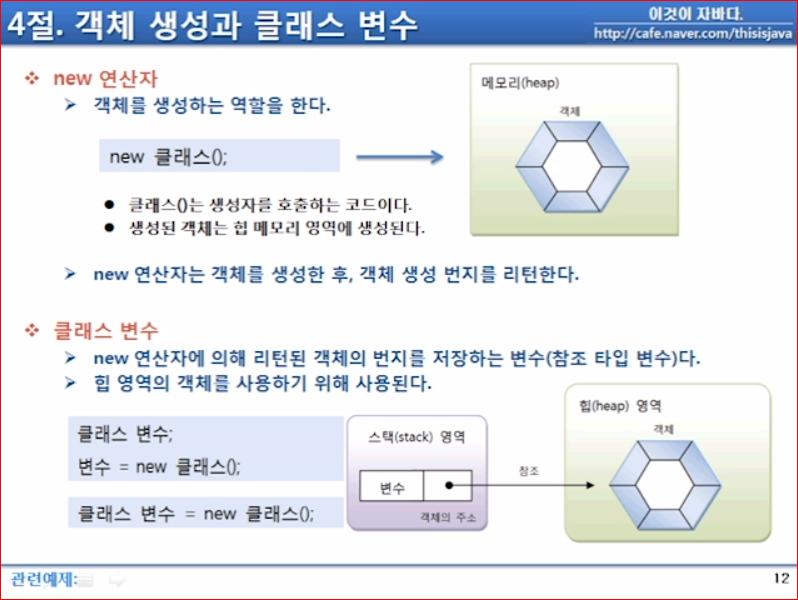 4절. 객체 생성과 클래스 변수
이것이 자바다.
http://cafe.naver.com/thisisjava
❖ new 연산자
➢ 객체를 생성하는 역할을 한다.
new 클래스();
메모리(heap)
객체
● 클래스()는 생성자를 호출하는 코드이다.
● 생성된 객체는 힙 메모리 영역에 생성된다.
➢ new 연산자는 객체를 생성한 후, 객체 생성 번지를 리턴한다.
❖ 클래스 변수
➢ new 연산자에 의해 리턴된 객체의 번지를 저장하는 변수(참조 타입 변수)다.
➢ 힙 영역의 객체를 사용하기 위해 사용된다.
클래스 변수;
변수 = new 클래스();
클래스 변수 = new 클래스();
스택(stack) 영역
변수
객체의 주소
참조
힙(heap) 영역
객체
관련예제:
12